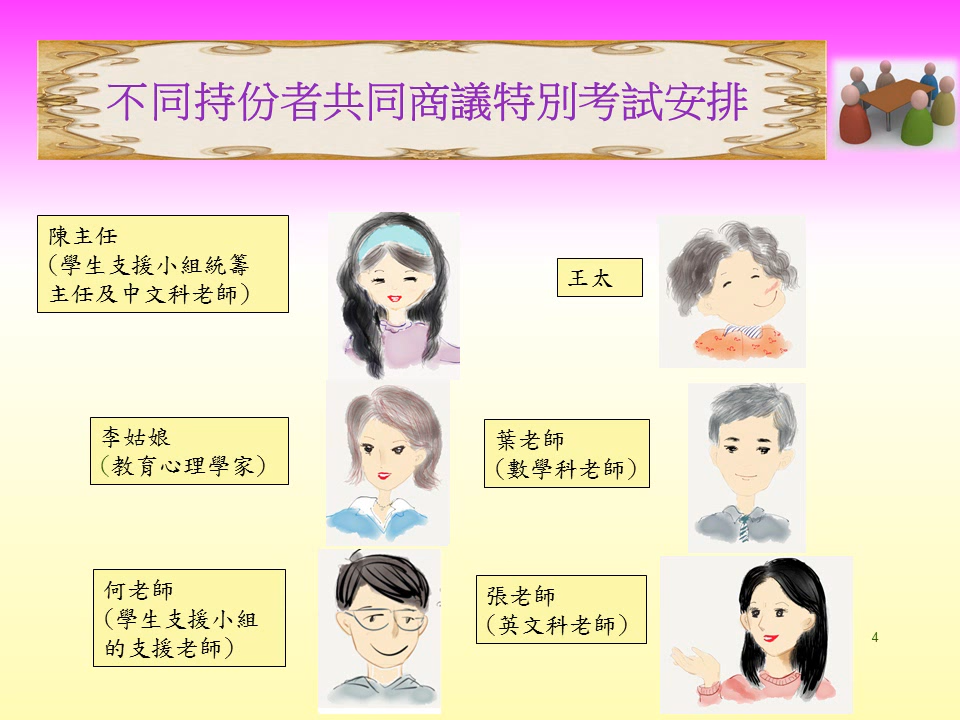 不同持份者共同商議特別考試安排
陳主任
(學生支援小組統籌
主任及中文科老師)
王太
李姑娘
(教育心理學家)
葉老師
(數學科老師)
何老師
(學生支援小組
的支援老師)
張老師
(英文科老師)
4